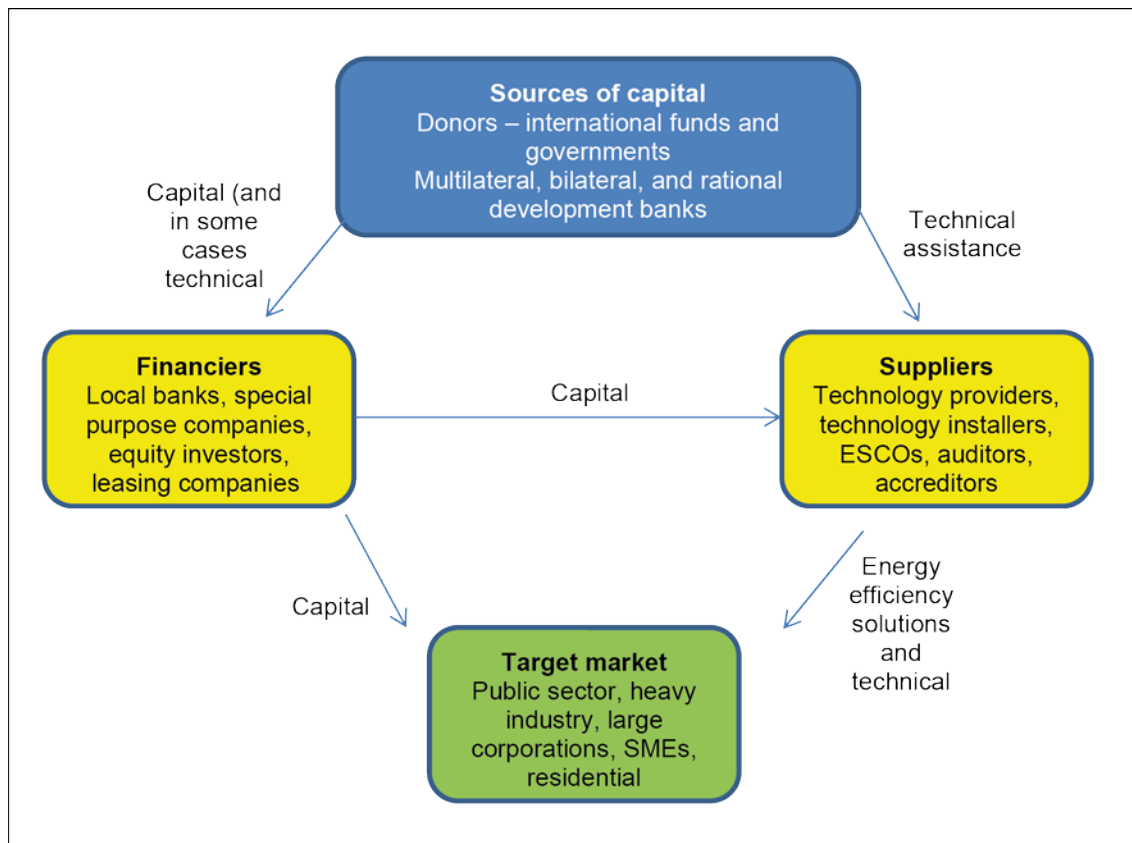 Sources of capital
Donors – international funds and
governments
Multilateral, bilateral, and rational
development banks
Capital (and
in some
cases
technical
Technical
assistance
Financiers
Local banks, special
purpose companies,
equity investors,
leasing companies
Capital
Suppliers
Technology providers,
technology installers,
ESCOs, auditors,
accreditors
Capital
Energy
efficiency
solutions
and
technical
Target market
Public sector, heavy
industry, large
corporations, SMEs,
residential